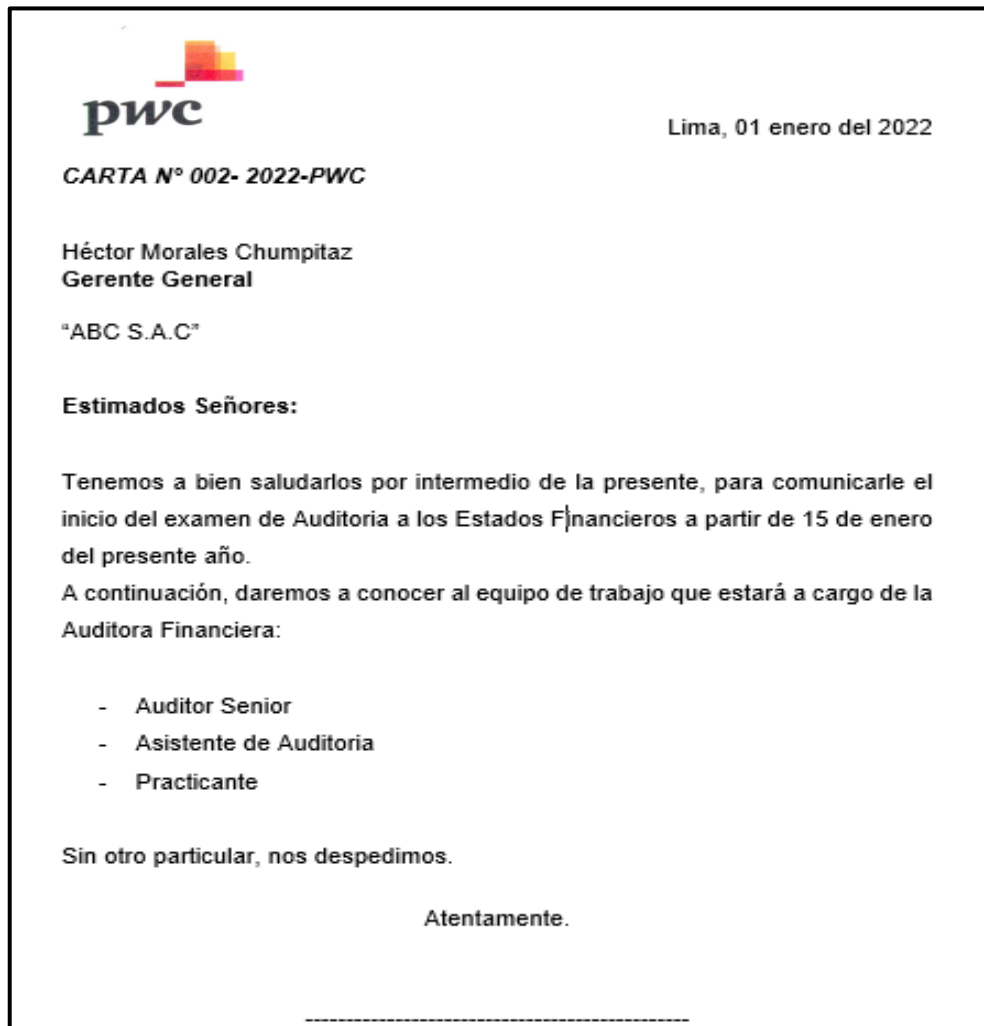 pwc
Lima, 01 enero del 2022
CARTA Nº 002- 2022-PWC
Héctor Morales Chumpitaz
Gerente General
“ABC S.A.C”
Estimados Señores:
Tenemos a bien saludarlos por intermedio de la presente, para comunicarle el
inicio del examen de Auditoria a los Estados Financieros a partir de 15 de enero
del presente año.
A continuación, daremos a conocer al equipo de trabajo que estará a cargo de la
Auditora Financiera:
- Auditor Senior
- Asistente de Auditoria
- Practicante
Sin otro particular, nos despedimos.
Atentamente.
-----------------------------------------------